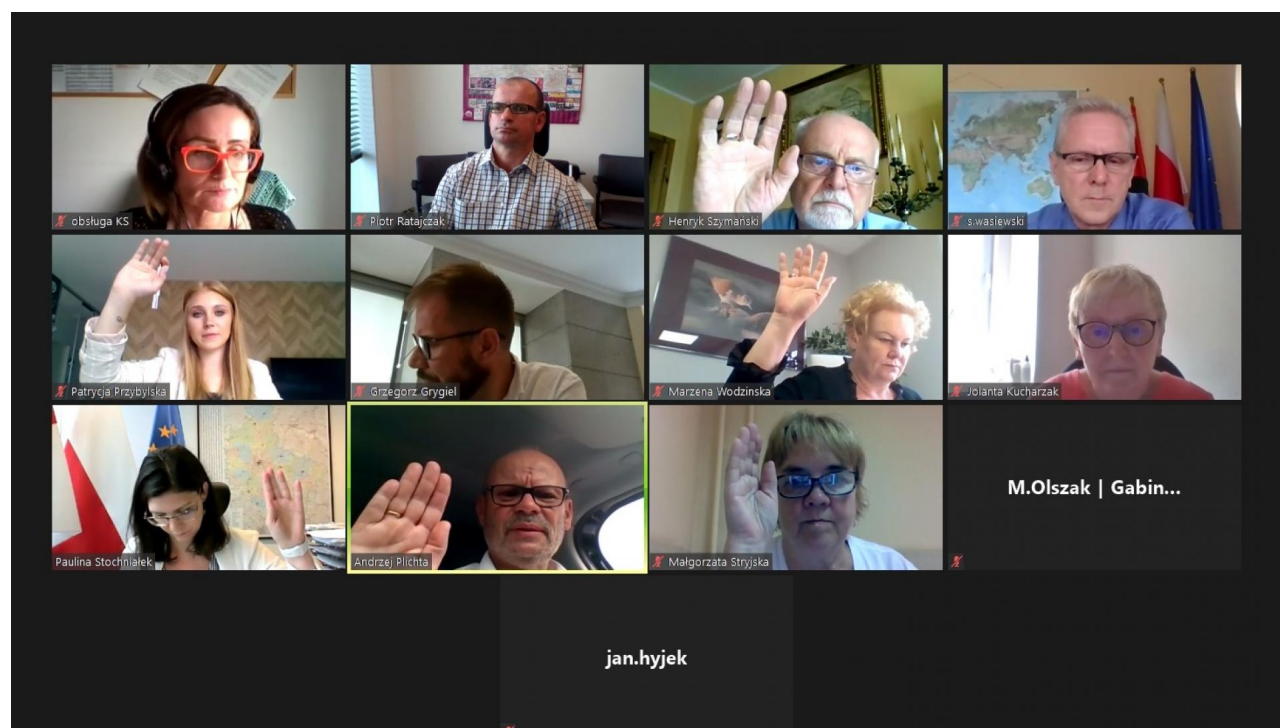 obsługa KS
Piotr Ratajczak
Henryk Szymański
s.wasiewski
Patrycja Przybylska
Grzegorz Grygiel
Marzena Wodzinska
Jolanta Kucharzak
Paulina Stochniałek
Andrzej Plichta
Małgorzata Stryjska
M.Olszak | Gabin...
jan.hyjek